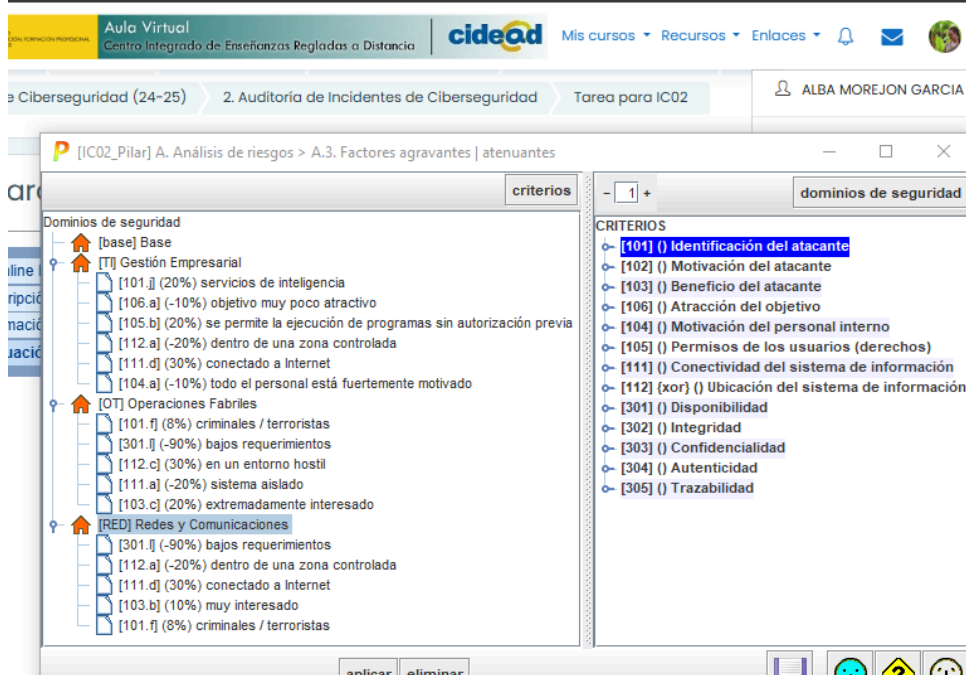 CIÓN, FORMACIÓN PROFESIONAL
Aula Virtual
Centro Integrado de Enseñanzas Regladas a Distancia
cidead
Mis cursos
Recursos
Enlaces
e Ciberseguridad (24-25)
2. Auditoría de Incidentes de Ciberseguridad
Tarea para IC02
ALBA MOREJON GARCIA
P [IC02_Pilar] A. Análisis de riesgos > A.3. Factores agravantes | atenuantes
criterios
Dominios de seguridad
[base] Base
[TI] Gestión Empresarial
[101.j] (20%) servicios de inteligencia
[106.a] (-10%) objetivo muy poco atractivo
[105.b] (20%) se permite la ejecución de programas sin autorización previa
[112.a] (-20%) dentro de una zona controlada
[111.d] (30%) conectado a Internet
[104.a] (-10%) todo el personal está fuertemente motivado
[OT] Operaciones Fabriles
[101.f] (8%) criminales / terroristas
[301.l] (-90%) bajos requerimientos
[112.c] (30%) en un entorno hostil
[111.a] (-20%) sistema aislado
[103.c] (20%) extremadamente interesado
[RED] Redes y Comunicaciones
[301.l] (-90%) bajos requerimientos
[112.a] (-20%) dentro de una zona controlada
[111.d] (30%) conectado a Internet
[103.b] (10%) muy interesado
[101.f] (8%) criminales / terroristas
aplicar eliminar
- 1 +
dominios de seguridad
CRITERIOS
[101] () Identificación del atacante
[102] () Motivación del atacante
[103] () Beneficio del atacante
[106] () Atracción del objetivo
[104] () Motivación del personal interno
[105] () Permisos de los usuarios (derechos)
[111] () Conectividad del sistema de información
[112] {xor} () Ubicación del sistema de información
[301] () Disponibilidad
[302] () Integridad
[303] () Confidencialidad
[304] () Autenticidad
[305] () Trazabilidad